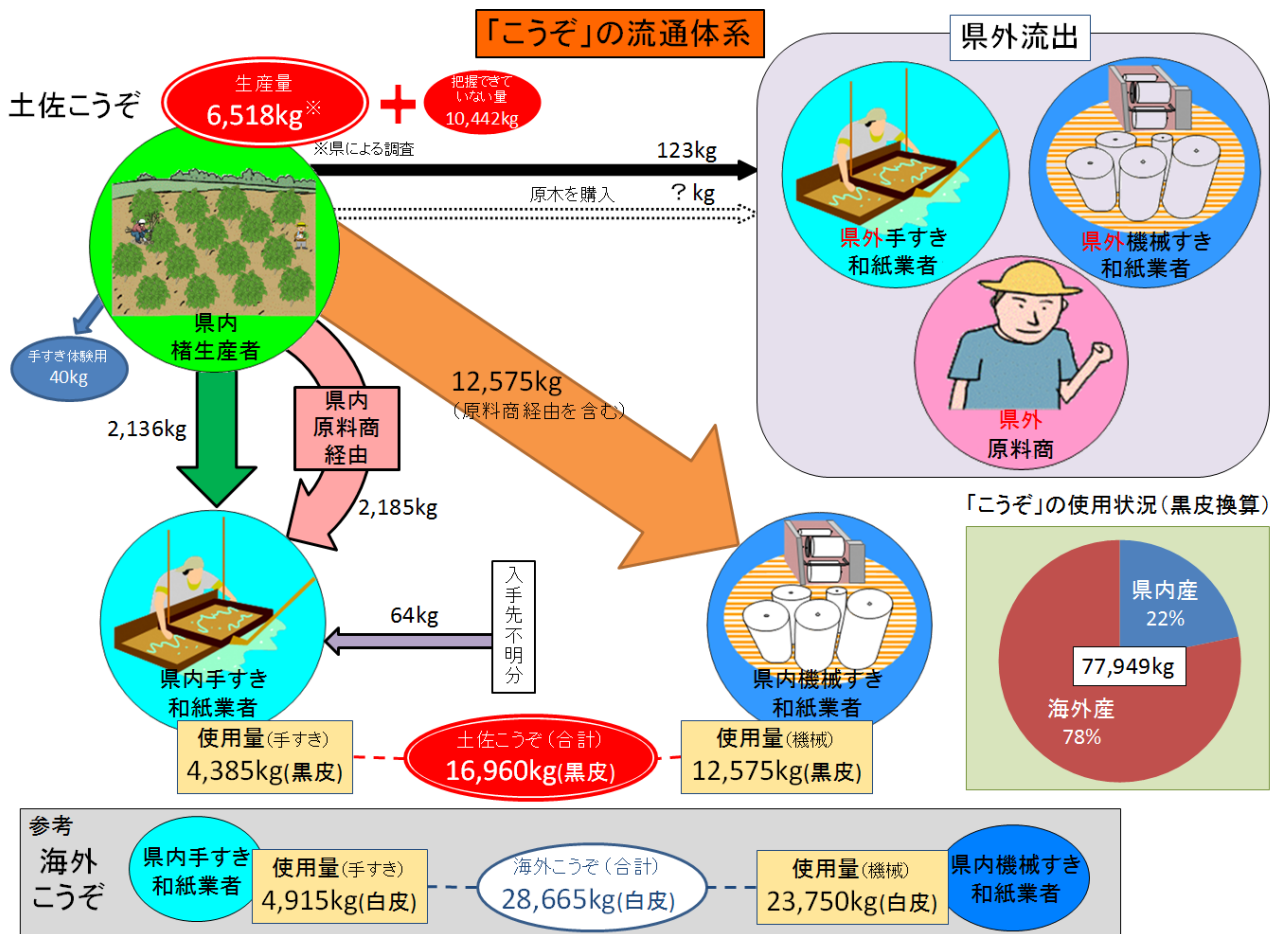 「こうぞ」の流通体系
県外流出
土佐こうぞ
生産量
6,518kg※
+
把握できて
いない量
10,442kg
※県による調査
123kg
原木を購入
？kg
県内
楮生産者
手すき体験用
40kg
県外手すき
和紙業者
県外機械すき
和紙業者
県外
原料商
2,136kg
県内
原料商
経由
2,185kg
12,575kg
（原料商経由を含む）
64kg
入手先不明分
県内手すき
和紙業者
県内機械すき
和紙業者
使用量(手すき)
4,385kg(黒皮)
土佐こうぞ（合計）
16,960kg(黒皮)
使用量(機械)
12,575kg(黒皮)
「こうぞ」の使用状況（黒皮換算）
県内産
22%
77,949kg
海外産
78%
参考
海外
こうぞ
県内手すき
和紙業者
使用量(手すき)
4,915kg(白皮)
海外こうぞ（合計）
28,665kg(白皮)
使用量(機械)
23,750kg(白皮)
県内機械すき
和紙業者